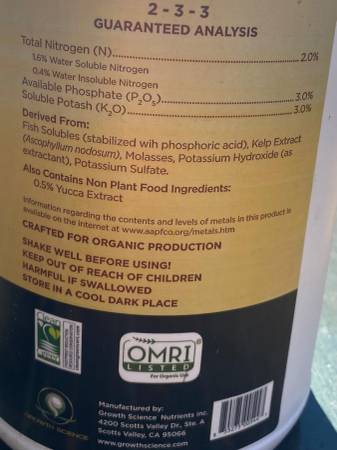 2 - 3 - 3
GUARANTEED ANALYSIS
Total Nitrogen (N)..........................................2.0%
1.6% Water Soluble Nitrogen
0.4% Water Insoluble Nitrogen
Available Phosphate (P₂O₅)................................3.0%
Soluble Potash (K₂O)........................................3.0%
Derived From:
Fish Solubles (stabilized wih phosphoric acid), Kelp Extract
(Ascophyllum nodosum), Molasses, Potassium Hydroxide (as
extractant), Potassium Sulfate.
Also Contains Non Plant Food Ingredients:
0.5% Yucca Extract
Information regarding the contents and levels of metals in this product is
available on the internet at www.aapfco.org/metals.htm
CRAFTED FOR ORGANIC PRODUCTION
SHAKE WELL BEFORE USING!
KEEP OUT OF REACH OF CHILDREN
HARMFUL IF SWALLOWED
STORE IN A COOL DARK PLACE
Clean
OMRI
LISTED
For Organic Use
GROWTH SCIENCE
Manufactured by:
Growth Science Nutrients Inc.
4200 Scotts Valley Dr., Ste. A
Scotts Valley, CA 95066
www.growthscience.com